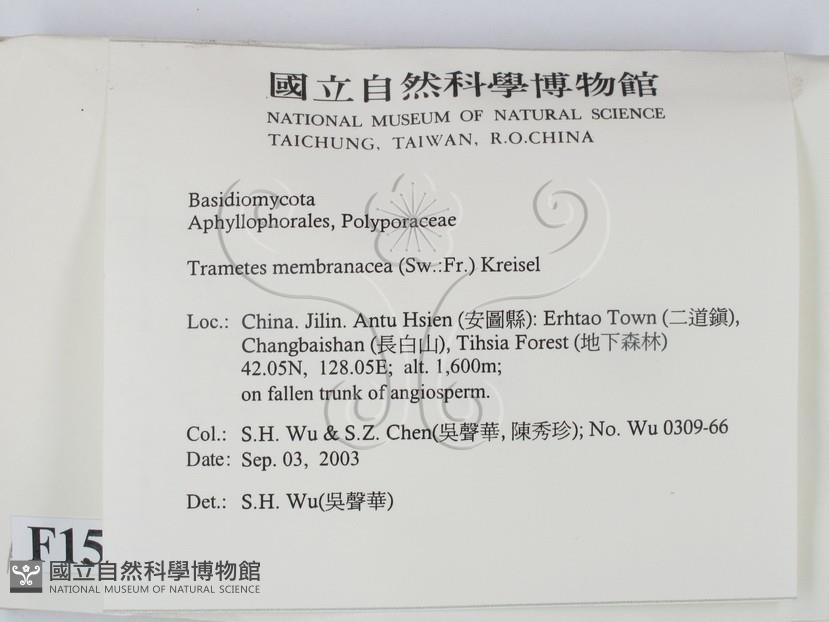 國立自然科學博物館
NATIONAL MUSEUM OF NATURAL SCIENCE
TAICHUNG, TAIWAN, R.O.CHINA
Basidiomycota
Aphyllophorales, Polyporaceae
Trametes membranacea (Sw.:Fr.) Kreisel
Loc.: China. Jilin. Antu Hsien (安圖縣): Erhtao Town (二道鎮),
Changbaishan (長白山), Tihsia Forest (地下森林)
42.05N, 128.05E; alt. 1,600m;
on fallen trunk of angiosperm.
Col.: S.H. Wu & S.Z. Chen(吳聲華, 陳秀珍); No. Wu 0309-66
Date: Sep. 03, 2003
Det.: S.H. Wu(吳聲華)
F15
國立自然科學博物館
NATIONAL MUSEUM OF NATURAL SCIENCE